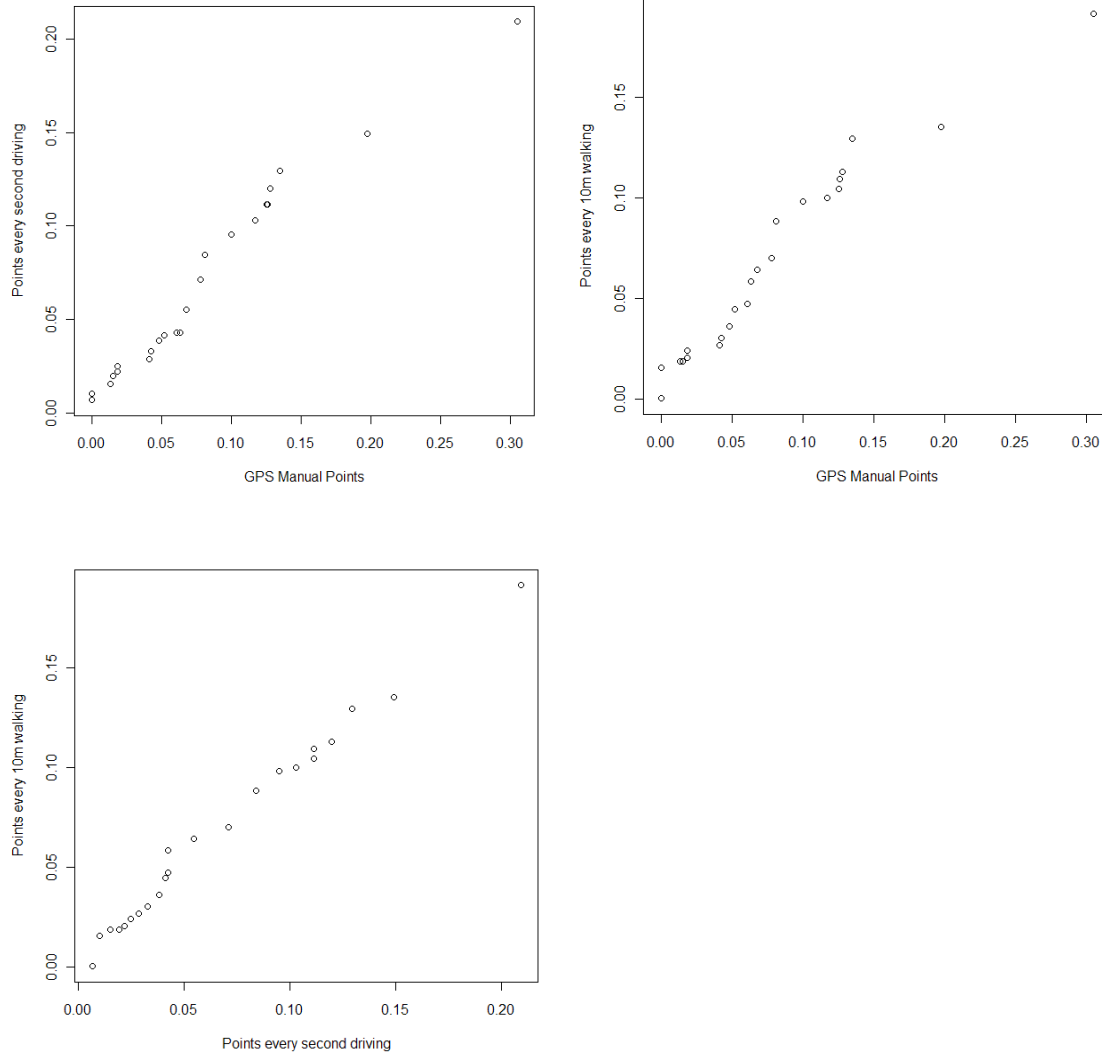 0.20
0.15
0.10
0.05
0.00
Points every second driving
0.00 0.05 0.10 0.15 0.20 0.25 0.30
GPS Manual Points
0.15
0.10
0.05
0.00
Points every 10m walking
0.00 0.05 0.10 0.15 0.20 0.25 0.30
GPS Manual Points
0.15
0.10
0.05
0.00
Points every 10m walking
0.00 0.05 0.10 0.15 0.20
Points every second driving